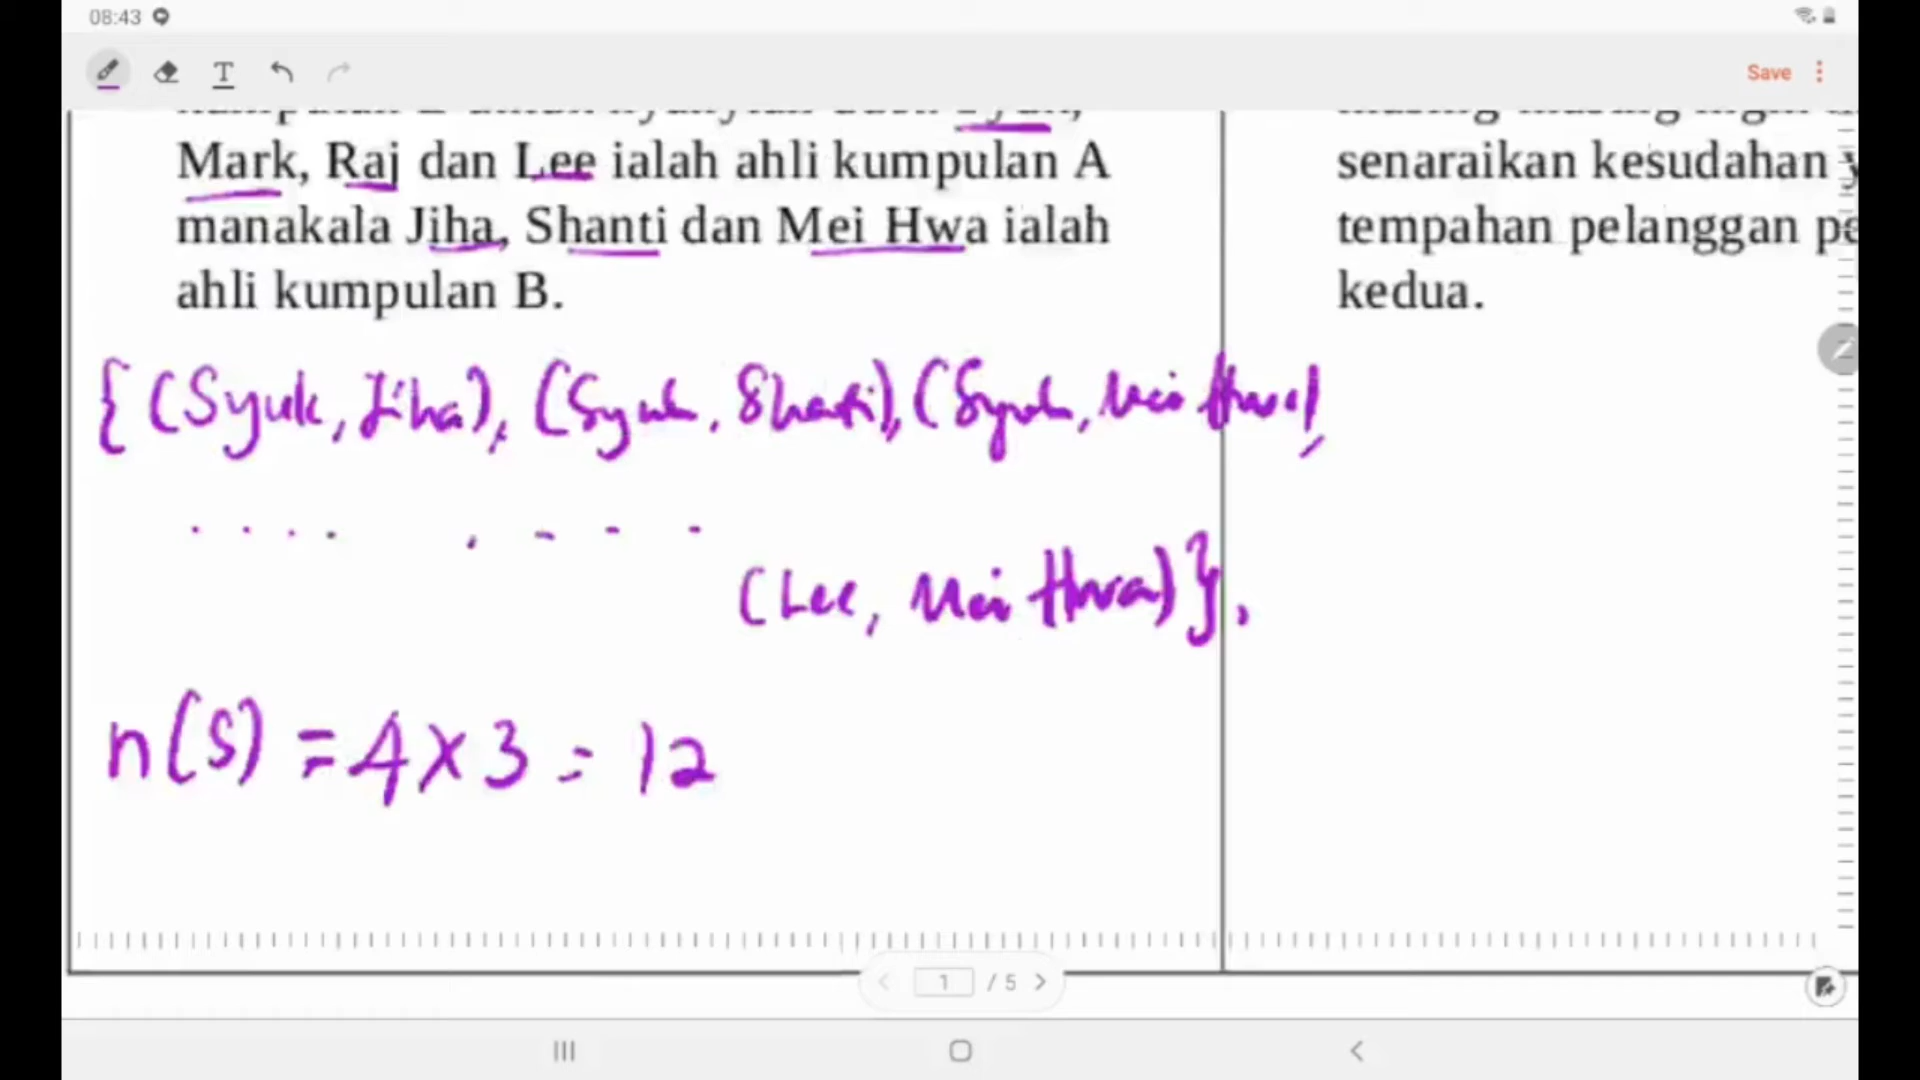 08:43
T
Save
Mark, Raj dan Lee ialah ahli kumpulan A
manakala Jiha, Shanti dan Mei Hwa ialah
ahli kumpulan B.
senaraikan kesudahan y
tempahan pelanggan pe
kedua.
{(Syuk, Jiha), (Syuk, Shati), (Syuk, Mei Hwa),
.... . - - -
(Lee, Mei Hwa)}.
n(S) = 4 x 3 = 12
1 / 5